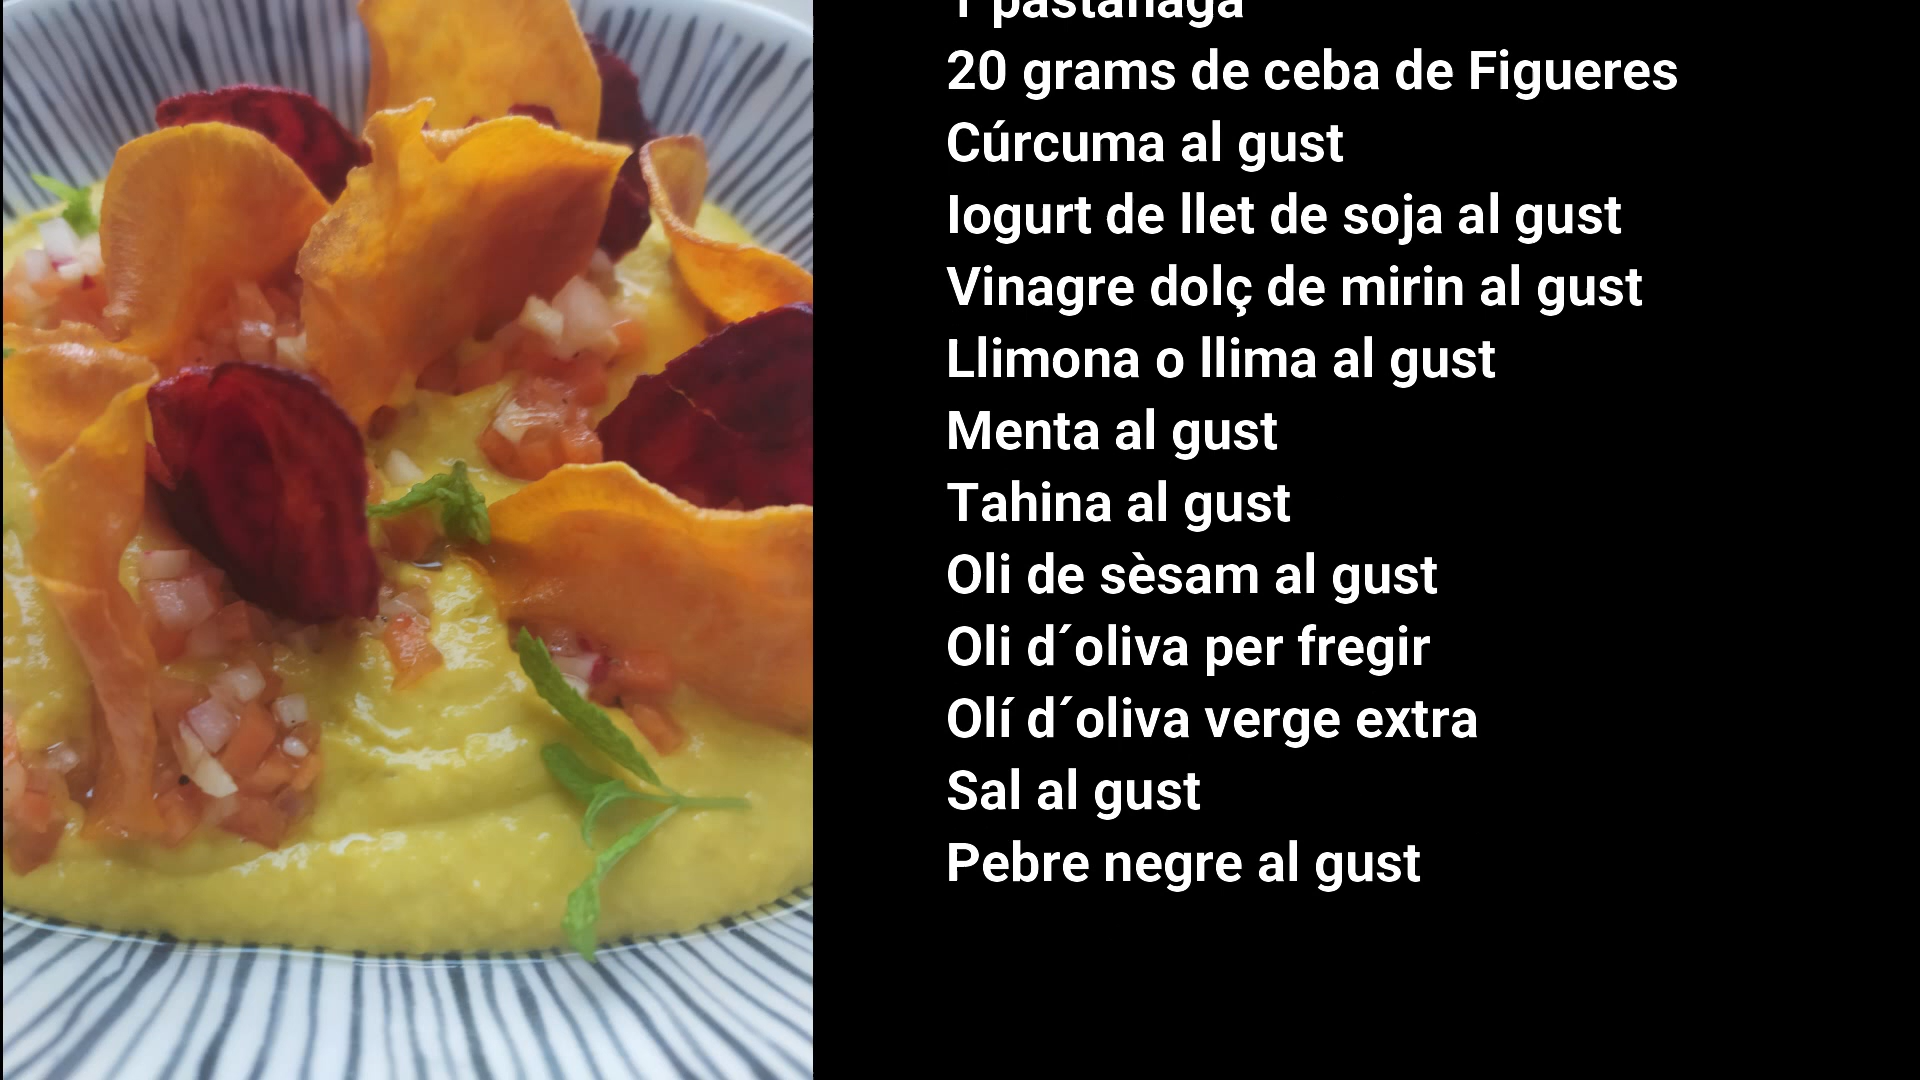 1 pastanaga
20 grams de ceba de Figueres
Cúrcuma al gust
Iogurt de llet de soja al gust
Vinagre dolç de mirin al gust
Llimona o llima al gust
Menta al gust
Tahina al gust
Oli de sèsam al gust
Oli d´oliva per fregir
Olí d´oliva verge extra
Sal al gust
Pebre negre al gust